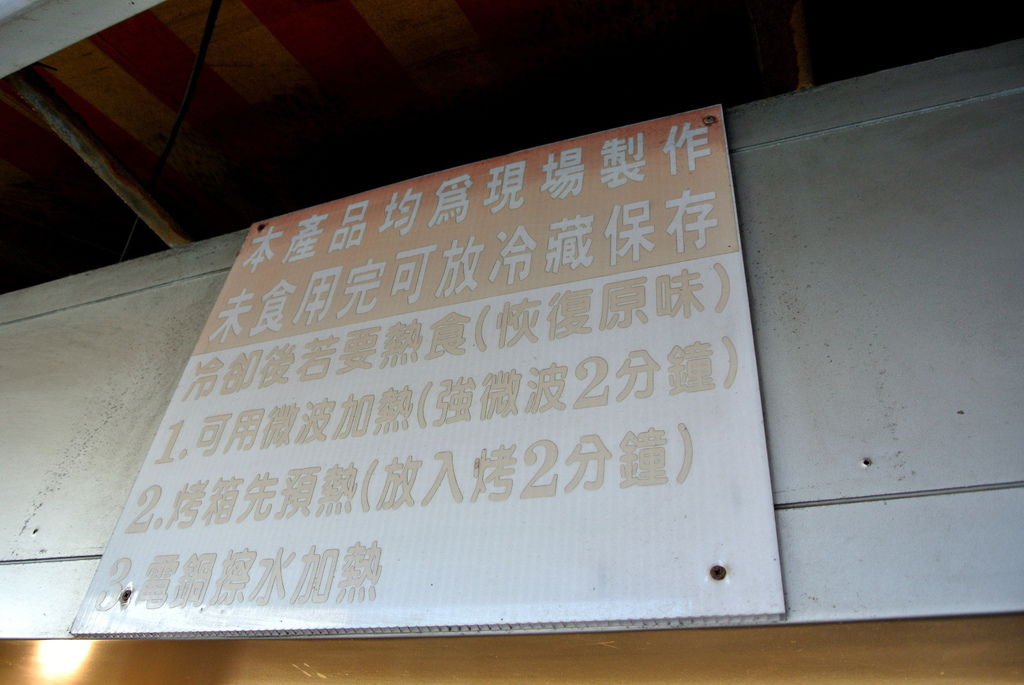 本產品均爲現場製作
未食用完可放冷藏保存
冷卻後若要熱食(恢復原味)
1.可用微波加熱(強微波2分鐘)
2.烤箱先預熱(放入烤2分鐘)
3.電鍋擦水加熱